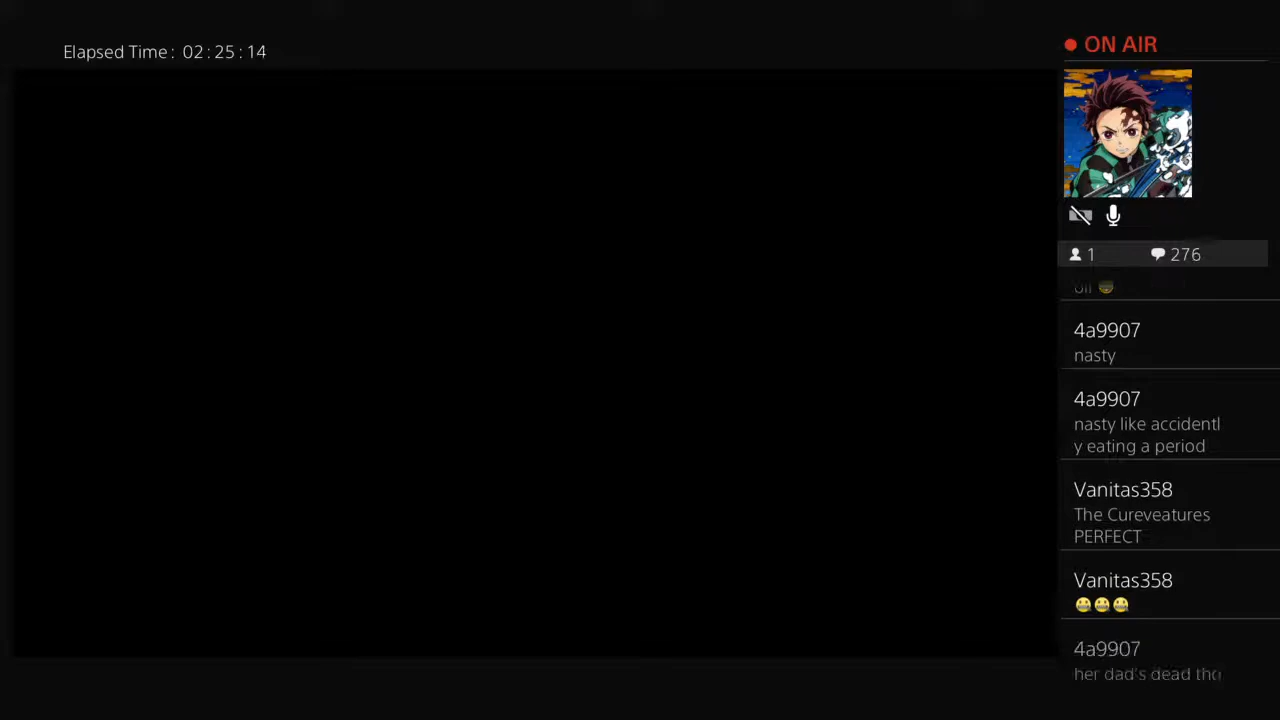 Elapsed Time: 02:25:14
ON AIR
1 276
4a9907
nasty
4a9907
nasty like accidentl
y eating a period
Vanitas358
The Cureveatures
PERFECT
Vanitas358
😬😬😬
4a9907
her dad's dead tho